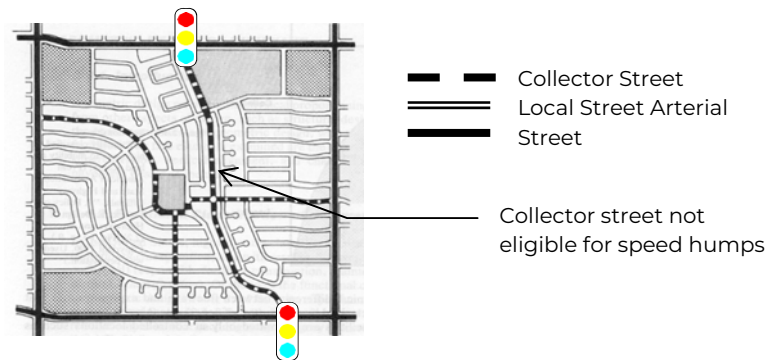 Collector Street
Local Street Arterial
Street
Collector street not
eligible for speed humps